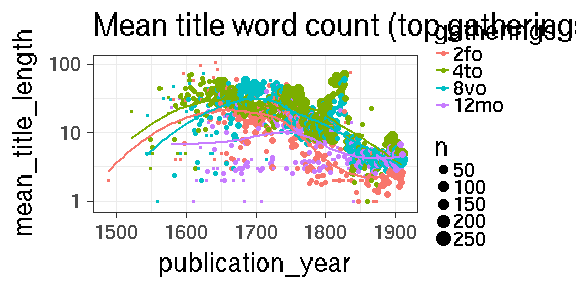 Mean title word count (top gatherings
gatherings
2fo
4to
8vo
12mo
n
50
100
150
200
250
mean_title_length
100
10
1
1500 1600 1700 1800 1900
publication_year